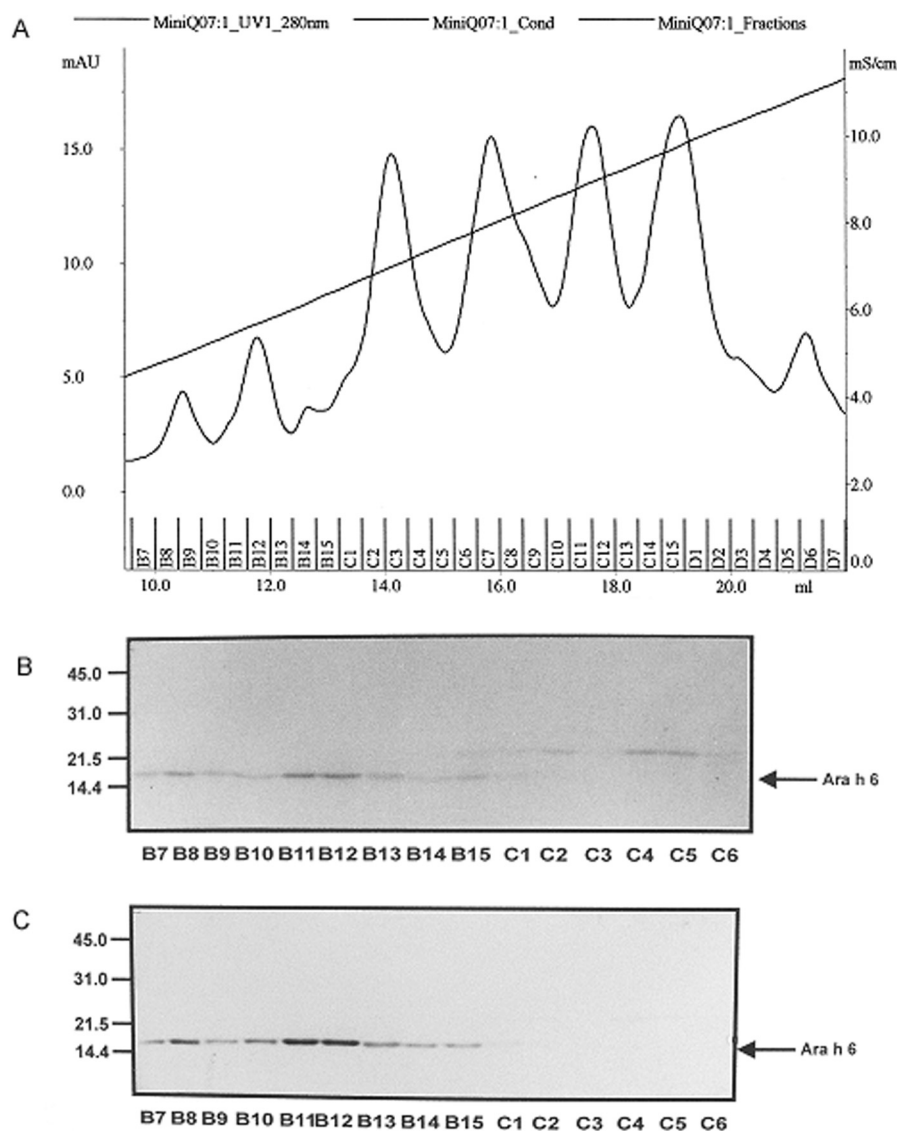 A
MiniQ07:1_UV1_280nm MiniQ07:1_Cond MiniQ07:1_Fractions
mAU mS/cm
15.0
10.0
10.0
5.0
0.0
10.0
8.0
6.0
4.0
2.0
0.0
B7 B8 B9 B10 B11 B12 B13 B14 B15 C1 C2 C3 C4 C5 C6 C7 C8 C9 C10 C11 C12 C13 C14 C15 D1 D2 D3 D4 D5 D6 D7
10.0 12.0 14.0 16.0 18.0 20.0 ml
B
45.0
31.0
21.5
14.4
Ara h 6
B7 B8 B9 B10 B11 B12 B13 B14 B15 C1 C2 C3 C4 C5 C6
C
45.0
31.0
21.5
14.4
Ara h 6
B7 B8 B9 B10 B11 B12 B13 B14 B15 C1 C2 C3 C4 C5 C6